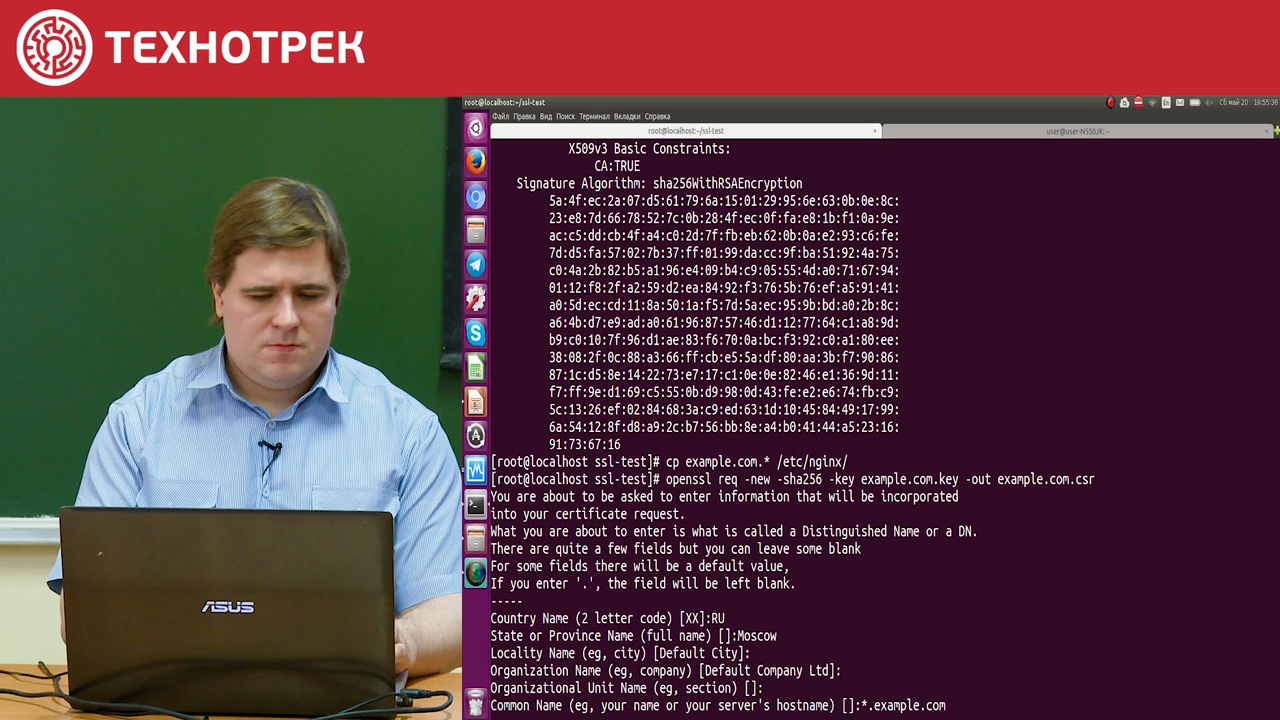 ТЕХНОТРЕК
root@localhost:~/ssl-test
En
Сб май 20 19:55:38
Файл Правка Вид Поиск Терминал Вкладки Справка
root@localhost:~/ssl-test
user@user-N550JK: ~
X509v3 Basic Constraints:
CA:TRUE
Signature Algorithm: sha256WithRSAEncryption
5a:4f:ec:2a:07:d5:61:79:6a:15:01:29:95:6e:63:0b:0e:8c:
23:e8:7d:66:78:52:7c:0b:28:4f:ec:0f:fa:e8:1b:f1:0a:9e:
ac:c5:dd:cb:4f:a4:c0:2d:7f:fb:eb:62:0b:0a:e2:93:c6:fe:
7d:d5:fa:57:02:7b:37:ff:01:99:da:cc:9f:ba:51:92:4a:75:
c0:4a:2b:82:b5:a1:96:e4:09:b4:c9:05:55:4d:a0:71:67:94:
01:12:f8:2f:a2:59:d2:ea:84:92:f3:76:5b:76:ef:a5:91:41:
a0:5d:ec:cd:11:8a:50:1a:f5:7d:5a:ec:95:9b:bd:a0:2b:8c:
a6:4b:d7:e9:ad:a0:61:96:87:57:46:d1:12:77:64:c1:a8:9d:
b9:c0:10:7f:96:d1:ae:83:f6:70:0a:bc:f3:92:c0:a1:80:ee:
38:08:2f:0c:88:a3:66:ff:cb:e5:5a:df:80:aa:3b:f7:90:86:
87:1c:d5:8e:14:22:73:e7:17:c1:0e:0e:82:46:e1:36:9d:11:
f7:ff:9e:d1:69:c5:55:0b:d9:98:0d:43:fe:e2:e6:74:fb:c9:
5c:13:26:ef:02:84:68:3a:c9:ed:63:1d:10:45:84:49:17:99:
6a:54:12:8f:d8:a9:2c:b7:56:bb:8e:a4:b0:41:44:a5:23:16:
91:73:67:16
[root@localhost ssl-test]# cp example.com.* /etc/nginx/
[root@localhost ssl-test]# openssl req -new -sha256 -key example.com.key -out example.com.csr
You are about to be asked to enter information that will be incorporated
into your certificate request.
What you are about to enter is what is called a Distinguished Name or a DN.
There are quite a few fields but you can leave some blank
For some fields there will be a default value,
If you enter '.', the field will be left blank.
-----
Country Name (2 letter code) [XX]:RU
State or Province Name (full name) []:Moscow
Locality Name (eg, city) [Default City]:
Organization Name (eg, company) [Default Company Ltd]:
Organizational Unit Name (eg, section) []:
Common Name (eg, your name or your server's hostname) []:*.example.com
ASUS